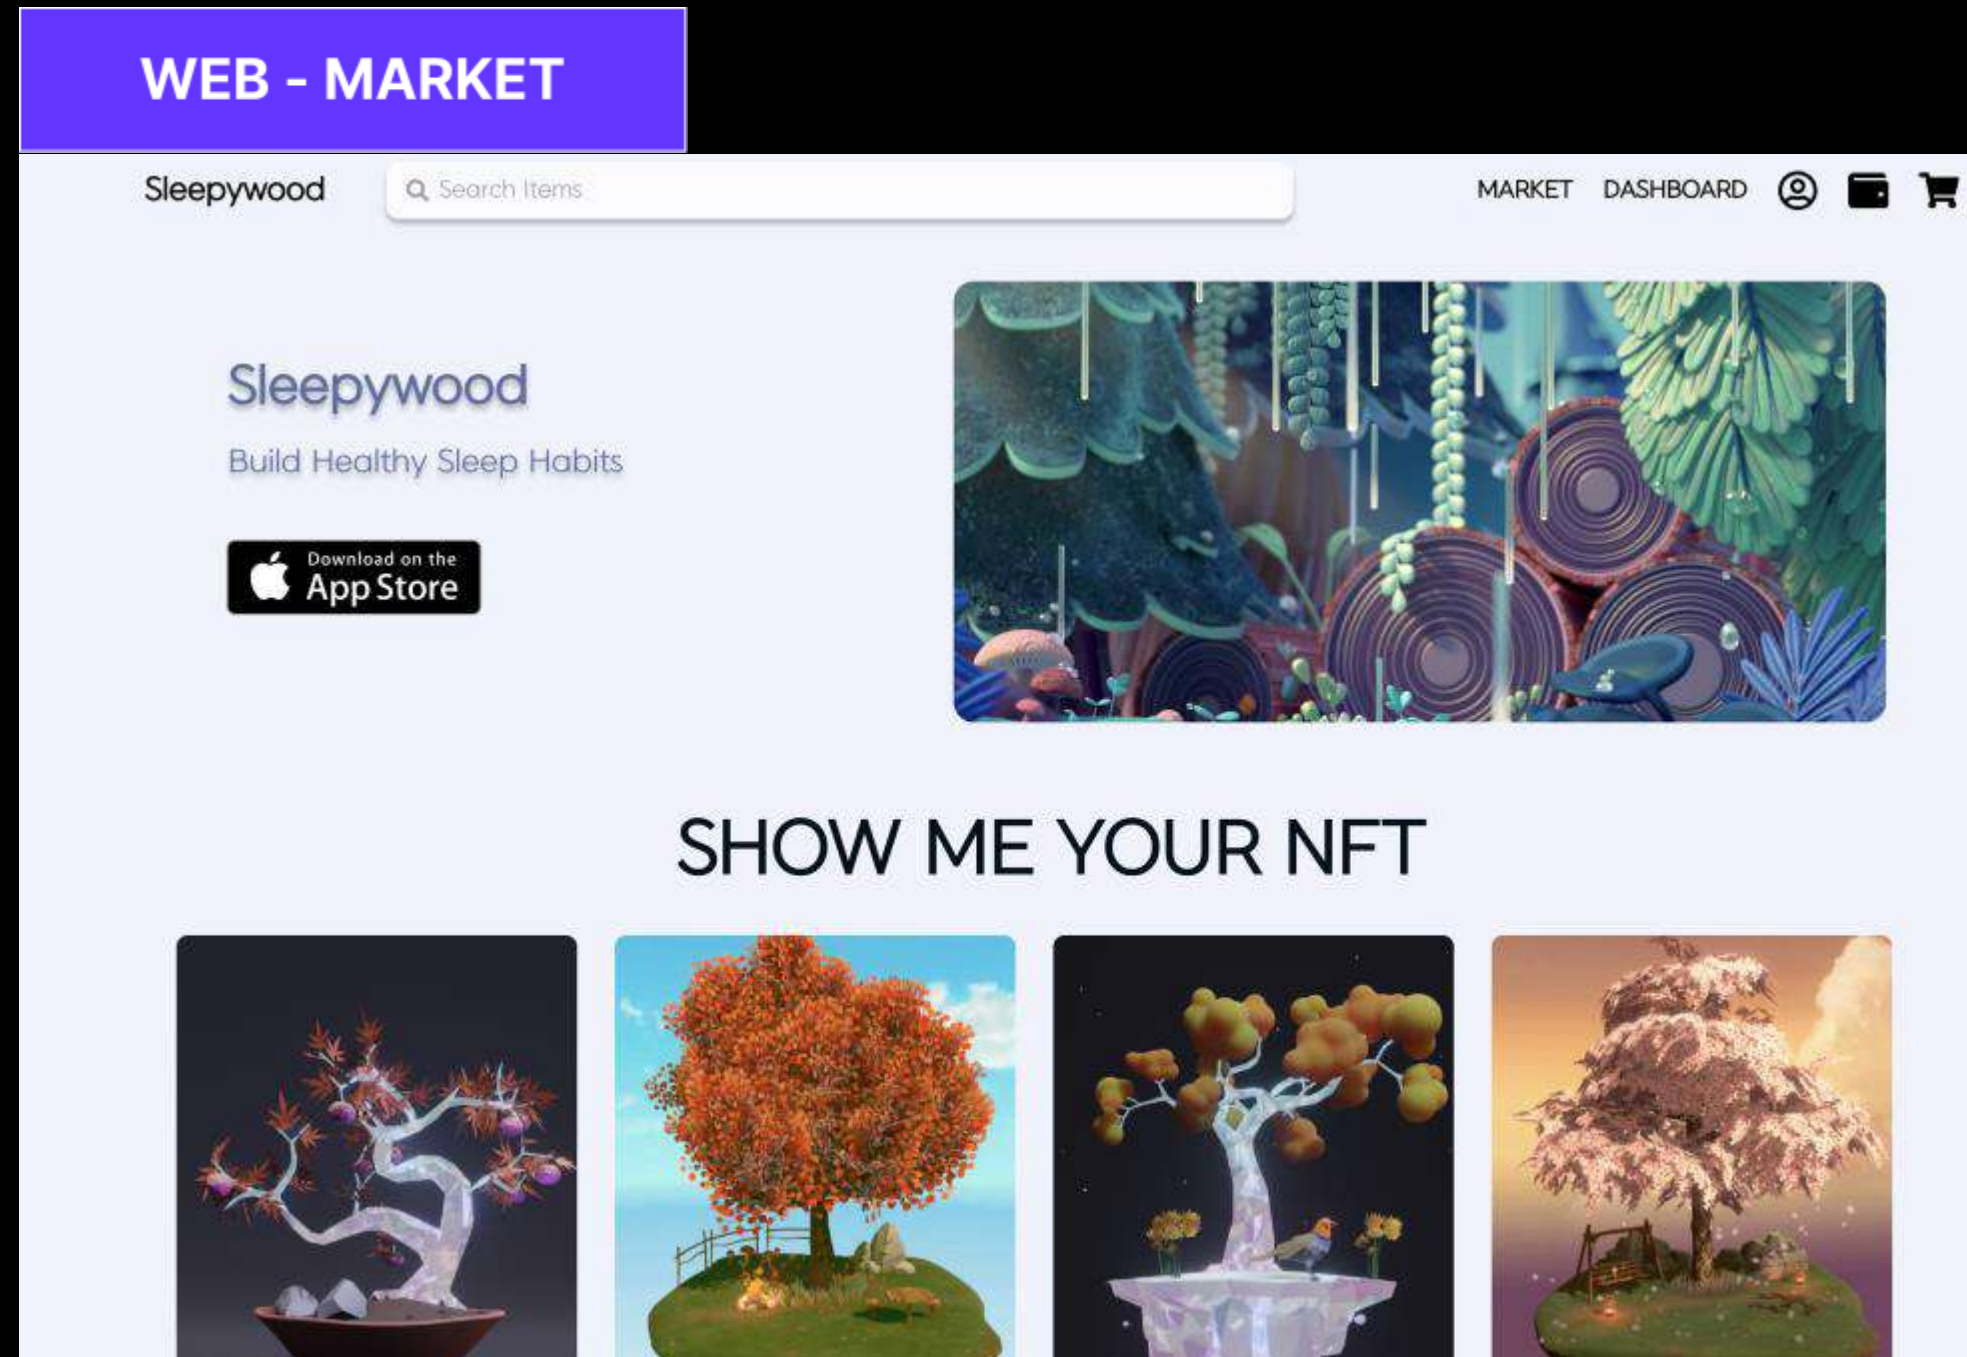 WEB - MARKET
Sleepywood
Search Items
MARKET DASHBOARD
Sleepywood
Build Healthy Sleep Habits
Download on the
App Store
SHOW ME YOUR NFT